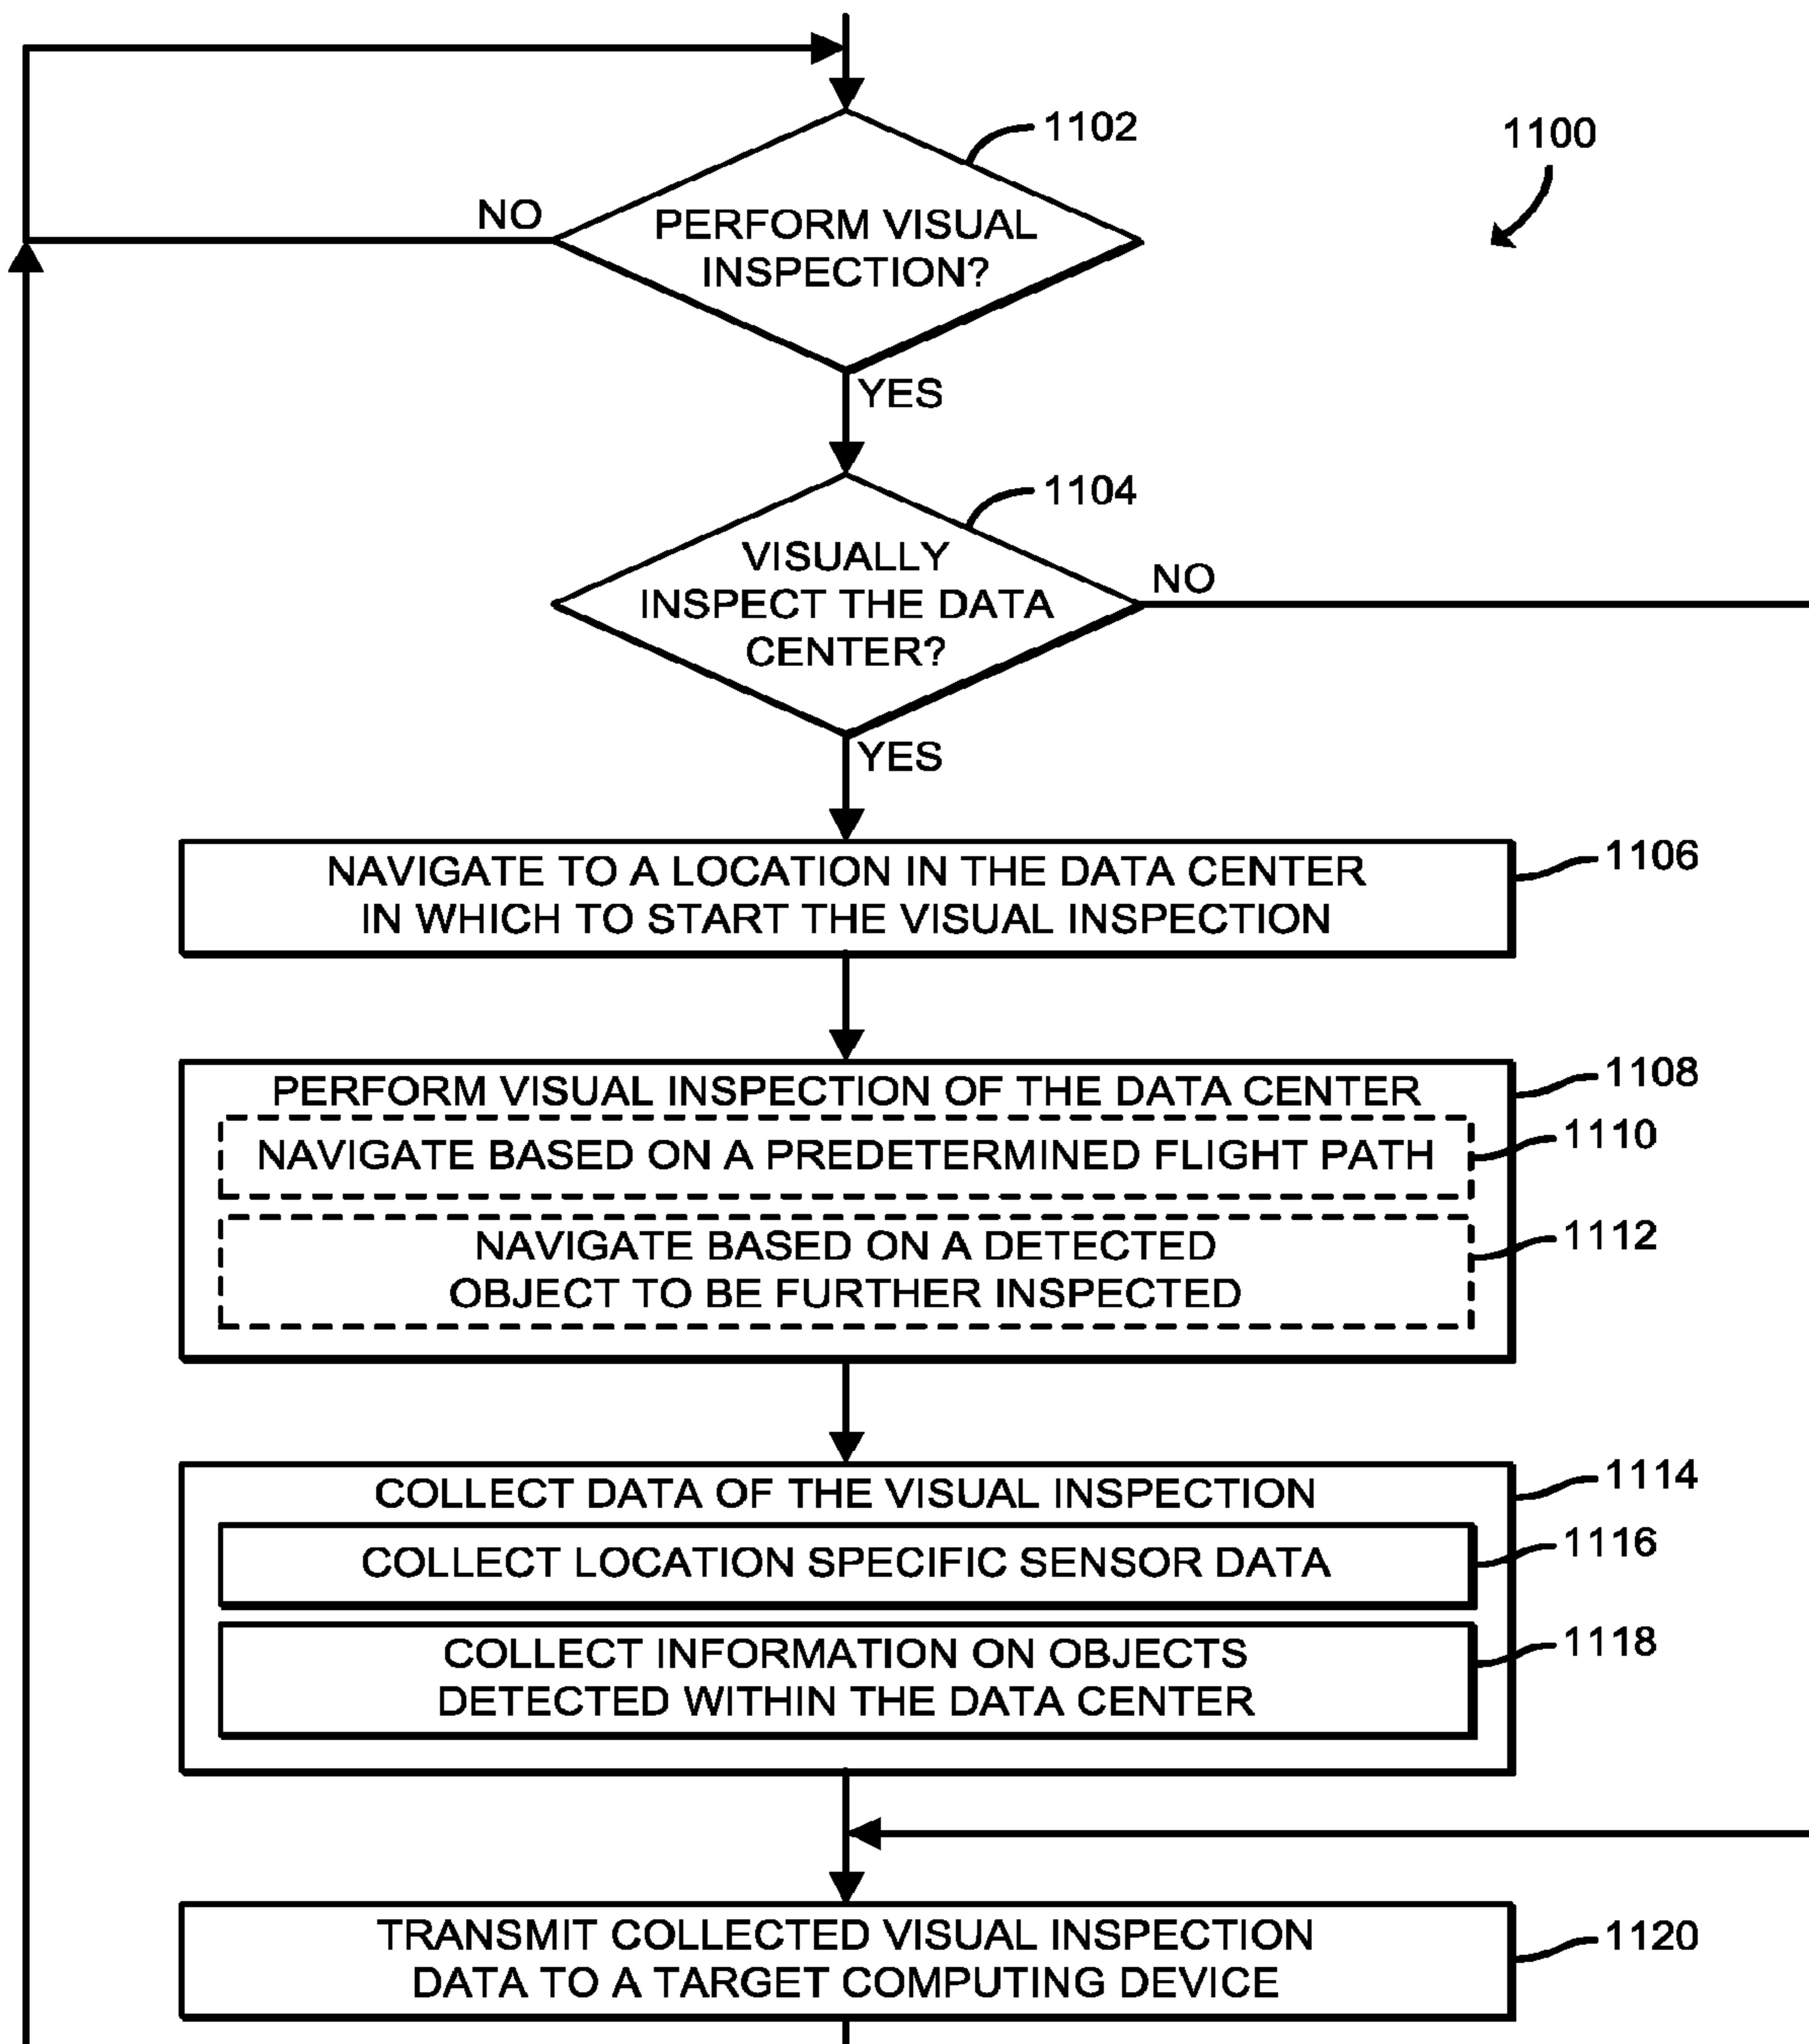 1102
1100
NO
PERFORM VISUAL
INSPECTION?
YES
1104
VISUALLY
INSPECT THE DATA
CENTER?
NO
YES
NAVIGATE TO A LOCATION IN THE DATA CENTER
IN WHICH TO START THE VISUAL INSPECTION
1106
PERFORM VISUAL INSPECTION OF THE DATA CENTER
1108
NAVIGATE BASED ON A PREDETERMINED FLIGHT PATH
1110
NAVIGATE BASED ON A DETECTED
OBJECT TO BE FURTHER INSPECTED
1112
COLLECT DATA OF THE VISUAL INSPECTION
1114
COLLECT LOCATION SPECIFIC SENSOR DATA
1116
COLLECT INFORMATION ON OBJECTS
DETECTED WITHIN THE DATA CENTER
1118
TRANSMIT COLLECTED VISUAL INSPECTION
DATA TO A TARGET COMPUTING DEVICE
1120